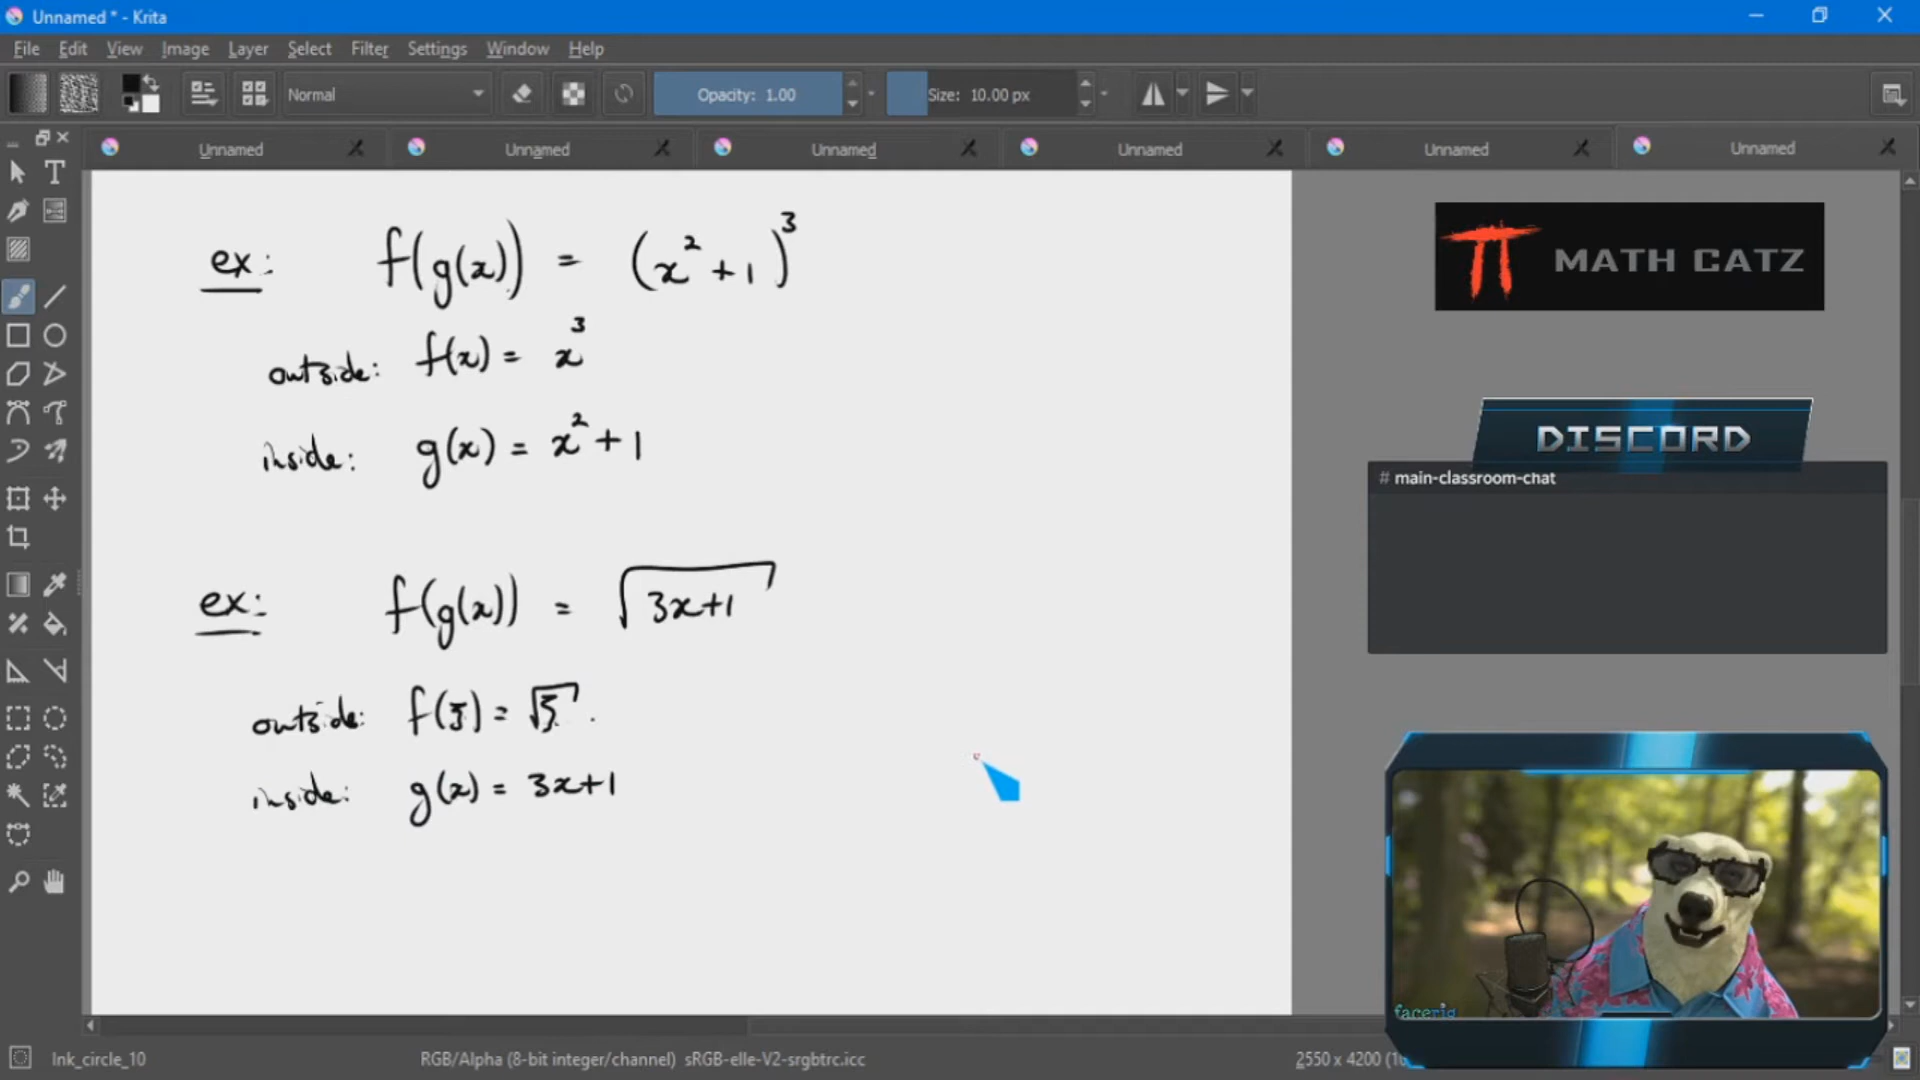 Unnamed * - Krita
File Edit View Image Layer Select Filter Settings Window Help
Normal Opacity: 1.00 Size: 10.00 px
Unnamed Unnamed Unnamed Unnamed Unnamed Unnamed
ex: f(g(x)) = (x²+1)³
outside: f(x) = x³
inside: g(x) = x²+1
ex: f(g(x)) = √3x+1
outside: f(ξ) = √ξ .
inside: g(x) = 3x+1
π MATH CATZ
DISCORD
# main-classroom-chat
facerig
Ink_circle_10 RGB/Alpha (8-bit integer/channel) sRGB-elle-V2-srgbtrc.icc 2550 x 4200